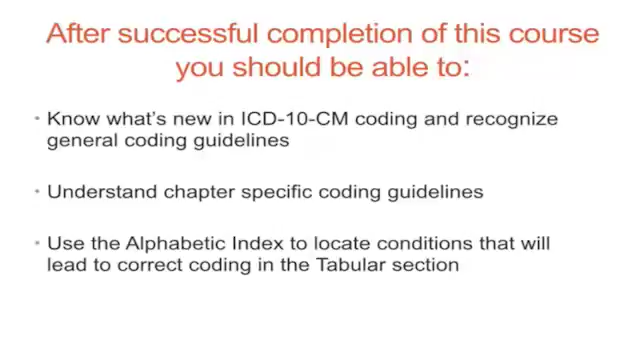 After successful completion of this course
you should be able to:
• Know what's new in ICD-10-CM coding and recognize
general coding guidelines
• Understand chapter specific coding guidelines
• Use the Alphabetic Index to locate conditions that will
lead to correct coding in the Tabular section